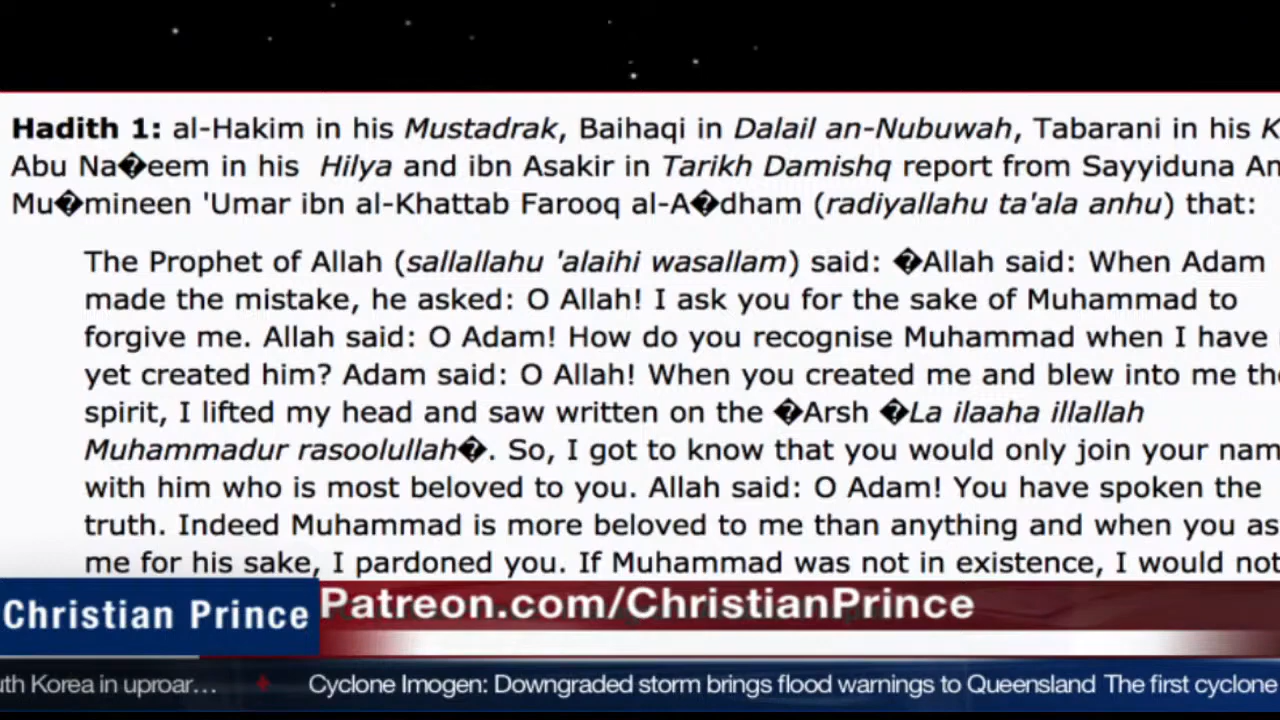 Hadith 1: al-Hakim in his Mustadrak, Baihaqi in Dalail an-Nubuwah, Tabarani in his K
Abu Na�eem in his Hilya and ibn Asakir in Tarikh Damishq report from Sayyiduna Am
Mu�mineen 'Umar ibn al-Khattab Farooq al-A�dham (radiyallahu ta'ala anhu) that:
The Prophet of Allah (sallallahu 'alaihi wasallam) said: �Allah said: When Adam
made the mistake, he asked: O Allah! I ask you for the sake of Muhammad to
forgive me. Allah said: O Adam! How do you recognise Muhammad when I have
yet created him? Adam said: O Allah! When you created me and blew into me the
spirit, I lifted my head and saw written on the �Arsh �La ilaaha illallah
Muhammadur rasoolullah�. So, I got to know that you would only join your nam
with him who is most beloved to you. Allah said: O Adam! You have spoken the
truth. Indeed Muhammad is more beloved to me than anything and when you as
me for his sake, I pardoned you. If Muhammad was not in existence, I would not
Christian Prince
Patreon.com/ChristianPrince
uth Korea in uproar… ♦ Cyclone Imogen: Downgraded storm brings flood warnings to Queensland The first cyclone